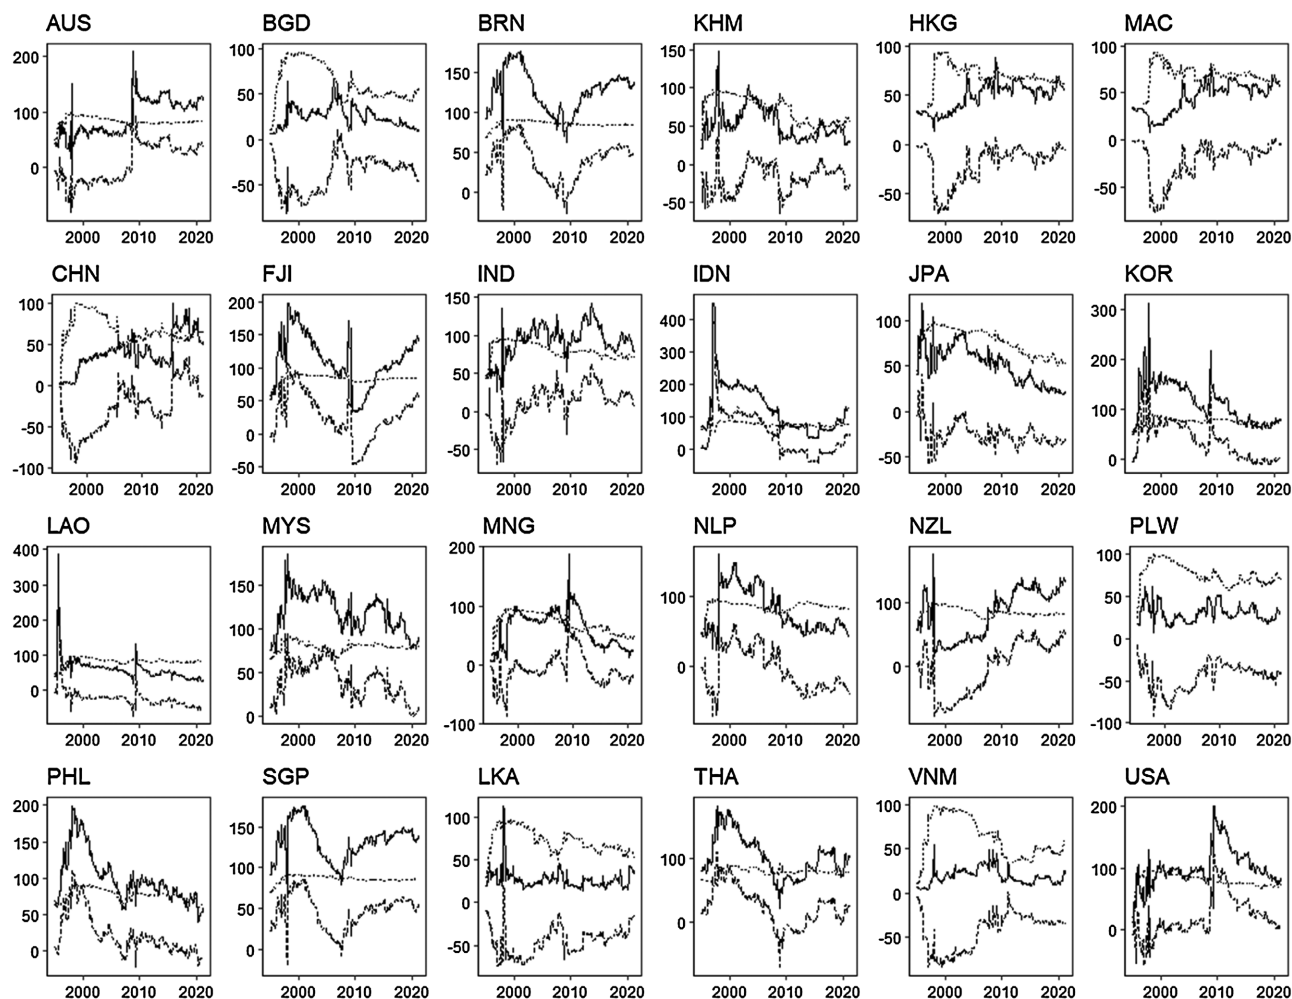 AUS BGD BRN KHM HKG MAC
200 100 150 150 100 100
100 50 100 100 50 50
0 0 50 50 0 0
-50 0 0 -50 -50
-50
2000 2010 2020 2000 2010 2020 2000 2010 2020 2000 2010 2020 2000 2010 2020 2000 2010 2020
CHN FJI IND IDN JPA KOR
100 200 150 400 100 300
50 150 100 300 50 200
0 100 50 200 0 100
-50 50 0 100 -50 0
-100 0 -50 0
-50
2000 2010 2020 2000 2010 2020 2000 2010 2020 2000 2010 2020 2000 2010 2020 2000 2010 2020
LAO MYS MNG NLP NZL PLW
400 150 200 100 100 100
300 100 100 0 0 50
200 50 0 0
100 0 -100 -50
0 -100
2000 2010 2020 2000 2010 2020 2000 2010 2020 2000 2010 2020 2000 2010 2020 2000 2010 2020
PHL SGP LKA THA VNM USA
200 150 100 100 100 200
150 100 50 0 50 100
100 50 0 0 0
50 0 -50 -50
0
2000 2010 2020 2000 2010 2020 2000 2010 2020 2000 2010 2020 2000 2010 2020 2000 2010 2020